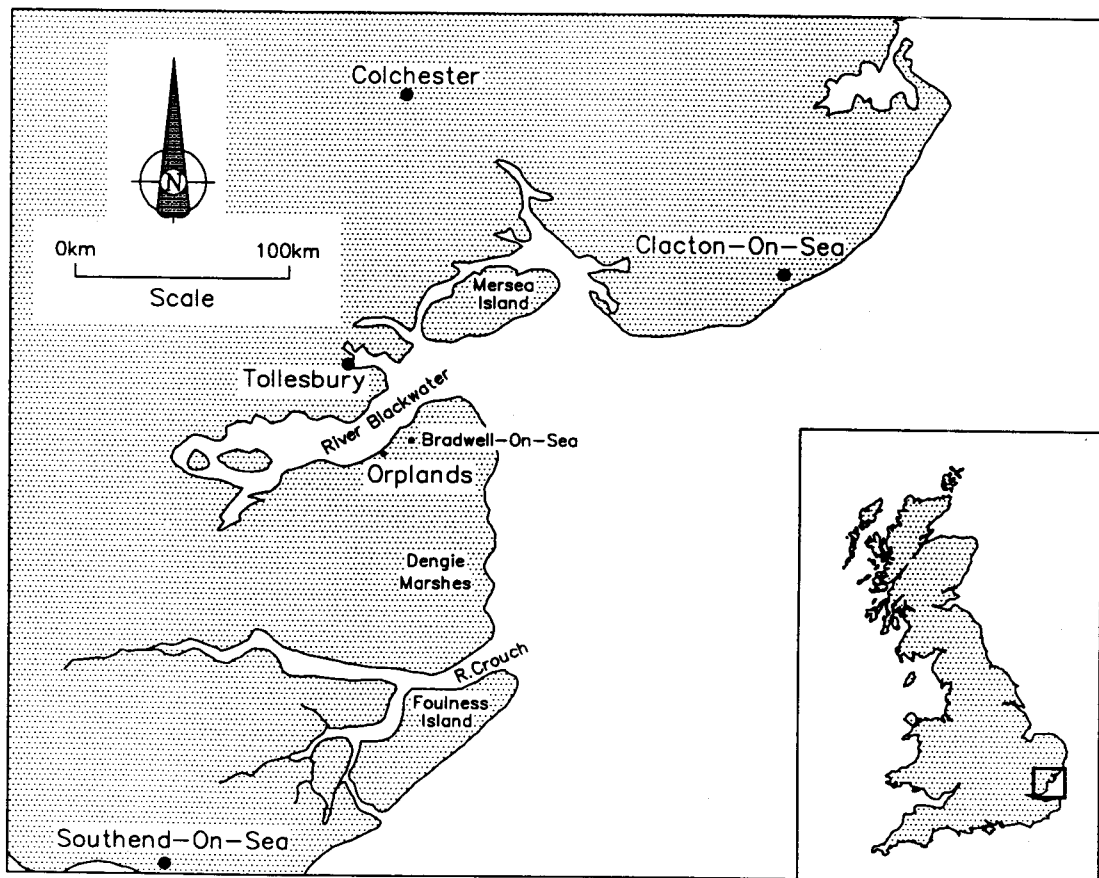 Colchester
N
0km 100km
Scale
Clacton-On-Sea
Mersea
Island
Tollesbury
River Blackwater
Bradwell-On-Sea
Orplands
Dengie
Marshes
R.Crouch
Foulness
Island
Southend-On-Sea